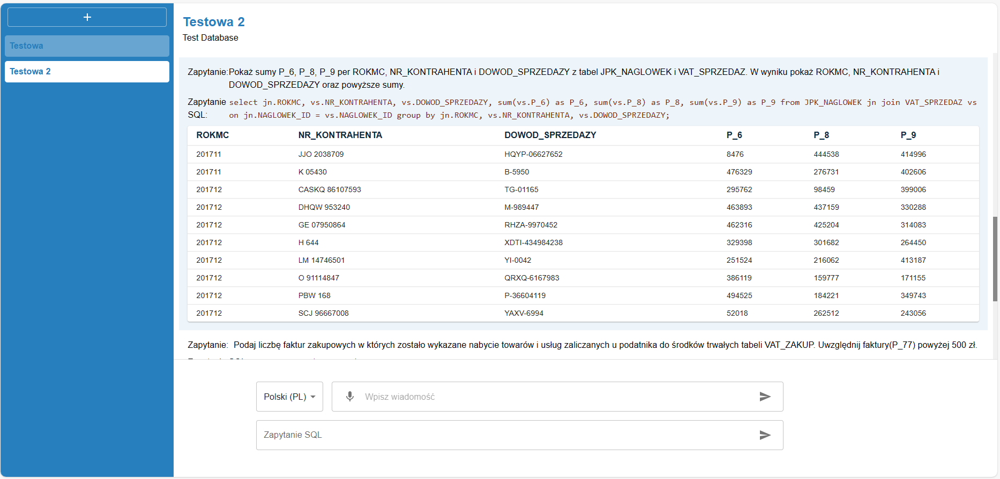 +
Testowa
Testowa 2
Testowa 2
Test Database
Zapytanie: Pokaż sumy P_6, P_8, P_9 per ROKMC, NR_KONTRAHENTA i DOWOD_SPRZEDAZY z tabel JPK_NAGLOWEK i VAT_SPRZEDAZ. W wyniku pokaż ROKMC, NR_KONTRAHENTA i
DOWOD_SPRZEDAZY oraz powyższe sumy.
Zapytanie select jn.ROKMC, vs.NR_KONTRAHENTA, vs.DOWOD_SPRZEDAZY, sum(vs.P_6) as P_6, sum(vs.P_8) as P_8, sum(vs.P_9) as P_9 from JPK_NAGLOWEK jn join VAT_SPRZEDAZ vs
SQL: on jn.NAGLOWEK_ID = vs.NAGLOWEK_ID group by jn.ROKMC, vs.NR_KONTRAHENTA, vs.DOWOD_SPRZEDAZY;
ROKMC NR_KONTRAHENTA DOWOD_SPRZEDAZY P_6 P_8 P_9
201711 JJO 2038709 HQYP-06627652 8476 444538 414996
201711 K 05430 B-5950 476329 276731 402606
201712 CASKQ 86107593 TG-01165 295762 98459 399006
201712 DHQW 953240 M-989447 463893 437159 330288
201712 GE 07950864 RHZA-9970452 462316 425204 314083
201712 H 644 XDTI-434984238 329398 301682 264450
201712 LM 14746501 YI-0042 251524 216062 413187
201712 O 91114847 QRXQ-6167983 386119 159777 171155
201712 PBW 168 P-36604119 494525 184221 349743
201712 SCJ 96667008 YAXV-6994 52018 262512 243056
Zapytanie: Podaj liczbę faktur zakupowych w których zostało wykazane nabycie towarów i usług zaliczanych u podatnika do środków trwałych tabeli VAT_ZAKUP. Uwzględnij faktury(P_77) powyżej 500 zł.
Polski (PL) Wpisz wiadomość
Zapytanie SQL